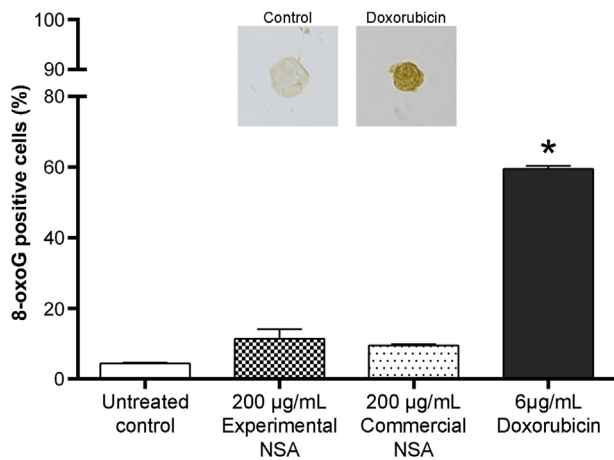 Control
Doxorubicin
100
90
80
60
40
20
0
8-oxoG positive cells (%)
*
Untreated
control
200 µg/mL
Experimental
NSA
200 µg/mL
Commercial
NSA
6µg/mL
Doxorubicin